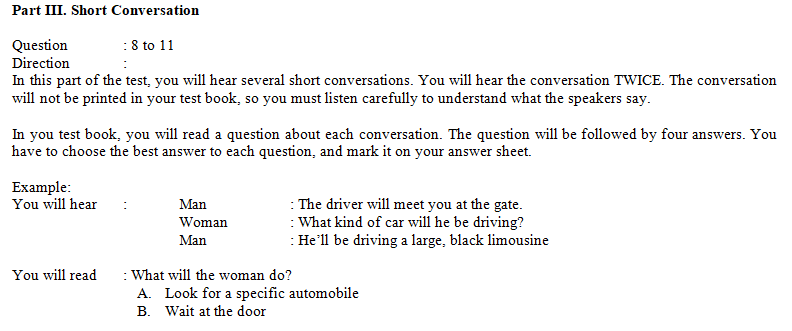 Part III. Short Conversation
Question : 8 to 11
Direction :
In this part of the test, you will hear several short conversations. You will hear the conversation TWICE. The conversation
will not be printed in your test book, so you must listen carefully to understand what the speakers say.
In you test book, you will read a question about each conversation. The question will be followed by four answers. You
have to choose the best answer to each question, and mark it on your answer sheet.
Example:
You will hear : Man : The driver will meet you at the gate.
Woman : What kind of car will he be driving?
Man : He’ll be driving a large, black limousine
You will read : What will the woman do?
A. Look for a specific automobile
B. Wait at the door